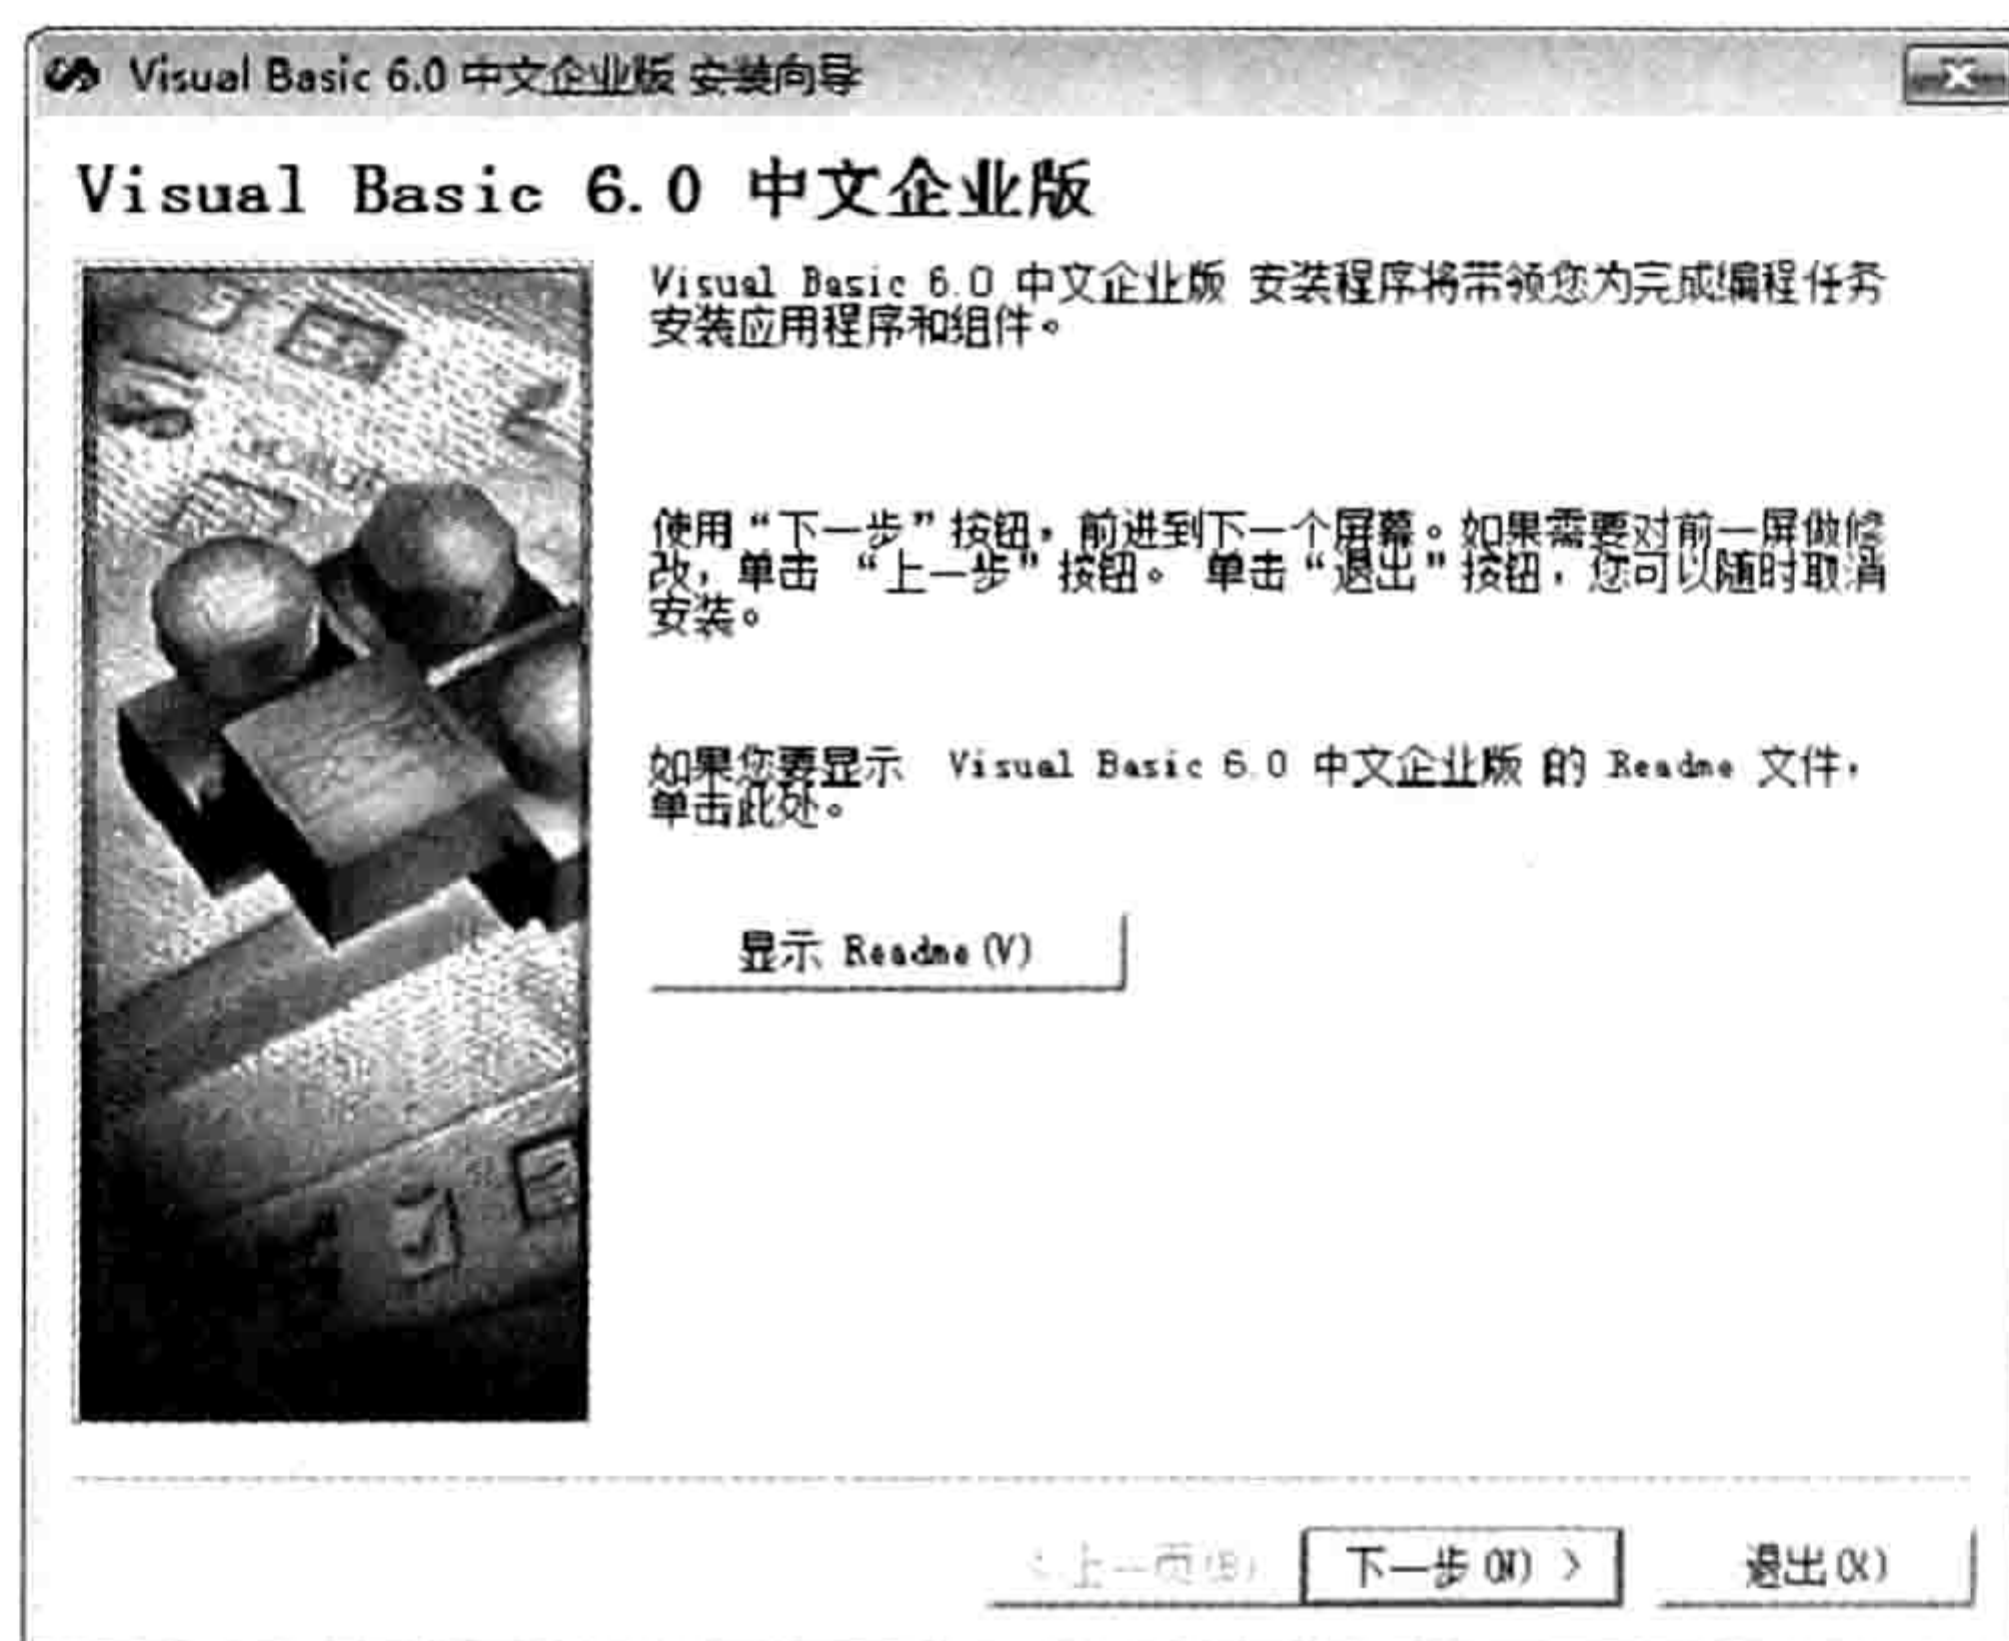 Visual Basic 6.0 中文企业版 安装向导
Visual Basic 6.0 中文企业版
Visual Basic 6.0 中文企业版 安装程序将带领您为完成编程任务
安装应用程序和组件。
使用“下一步”按钮，前进到下一个屏幕。如果需要对前一屏做修
改，单击 “上一步”按钮。 单击“退出”按钮，您可以随时取消
安装。
如果您要显示 Visual Basic 6.0 中文企业版 的 Readme 文件，
单击此处。
显示 Readme (V)
< 上一页(B)
下一步(N) >
退出(X)